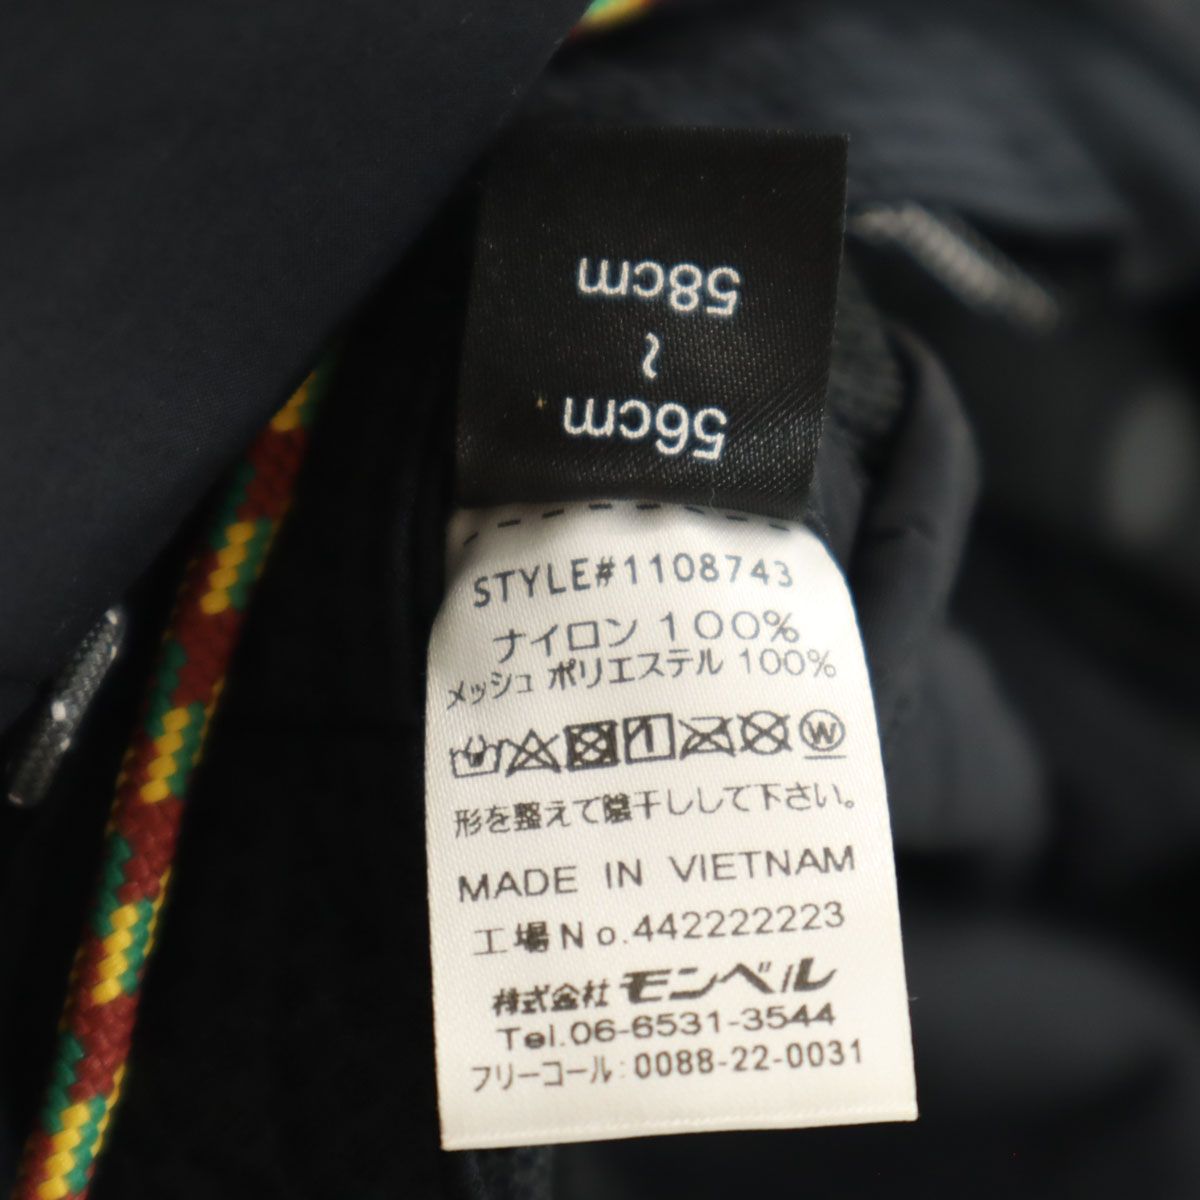 56cm
~
58cm
STYLE#1108743
ナイロン 100%
メッシュ ポリエステル 100%
W
形を整えて陰干しして下さい。
MADE IN VIETNAM
工場No.442222223
株式会社 モンベル
Tel.06-6531-3544
フリーコール:0088-22-0031